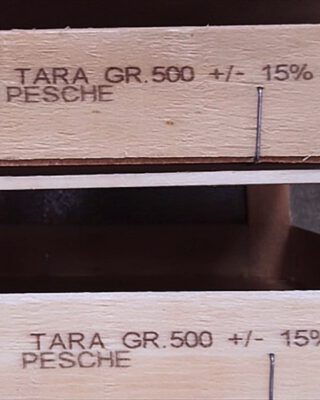 TARA GR.500 +/- 15%
PESCHE
TARA GR.500 +/- 15%
PESCHE